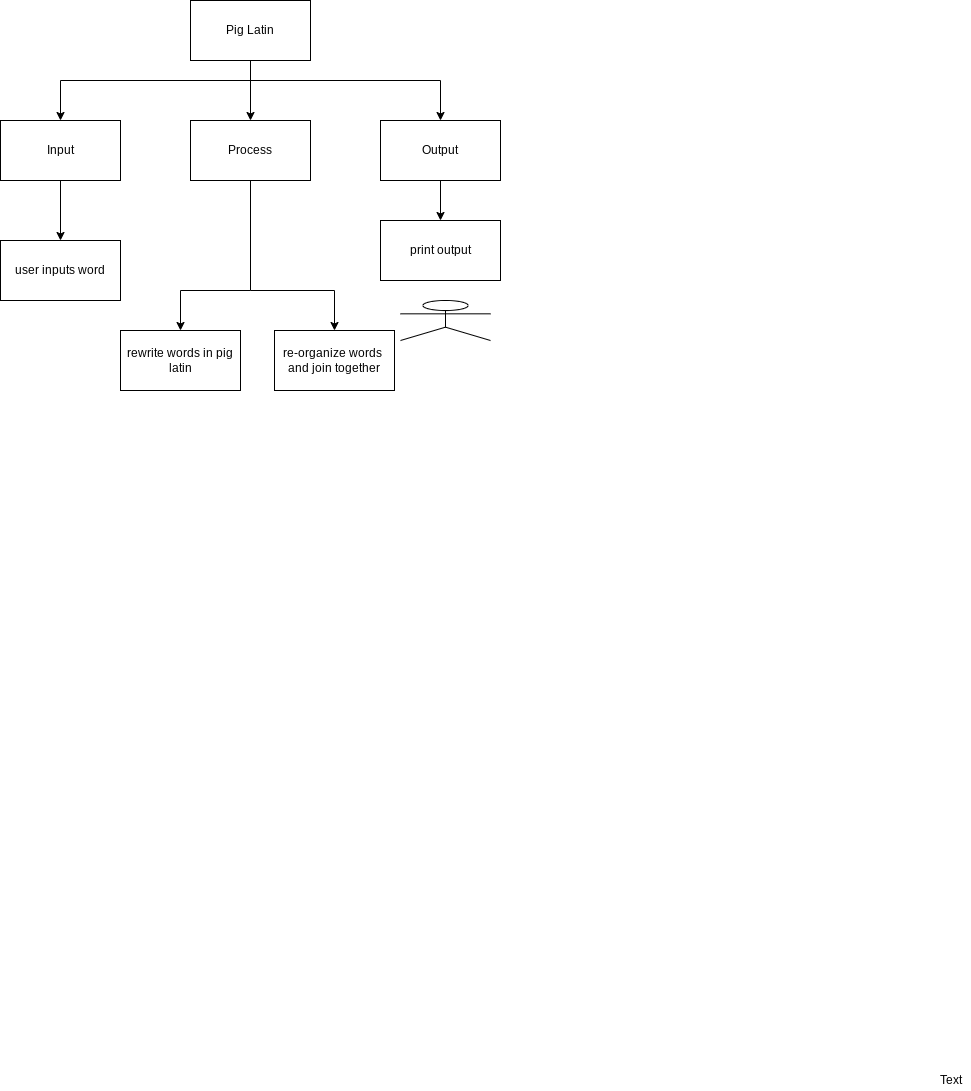 Pig Latin
Input
Process
Output
print output
user inputs word
rewrite words in pig
latin
re-organize words
and join together
Text